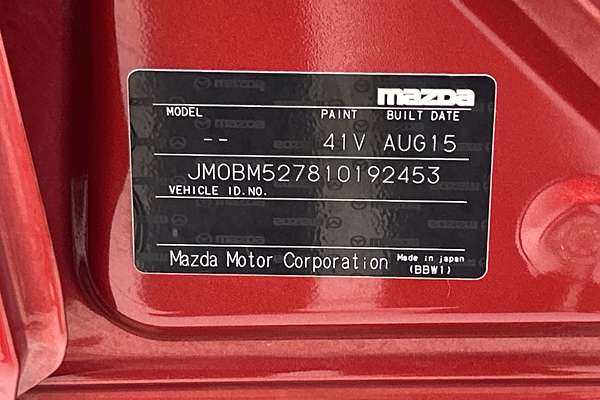 mazda
MODEL PAINT BUILT DATE
-- 41V AUG15
JM0BM527810192453
VEHICLE ID.NO.
Mazda Motor Corporation Made in japan
(BBW1)